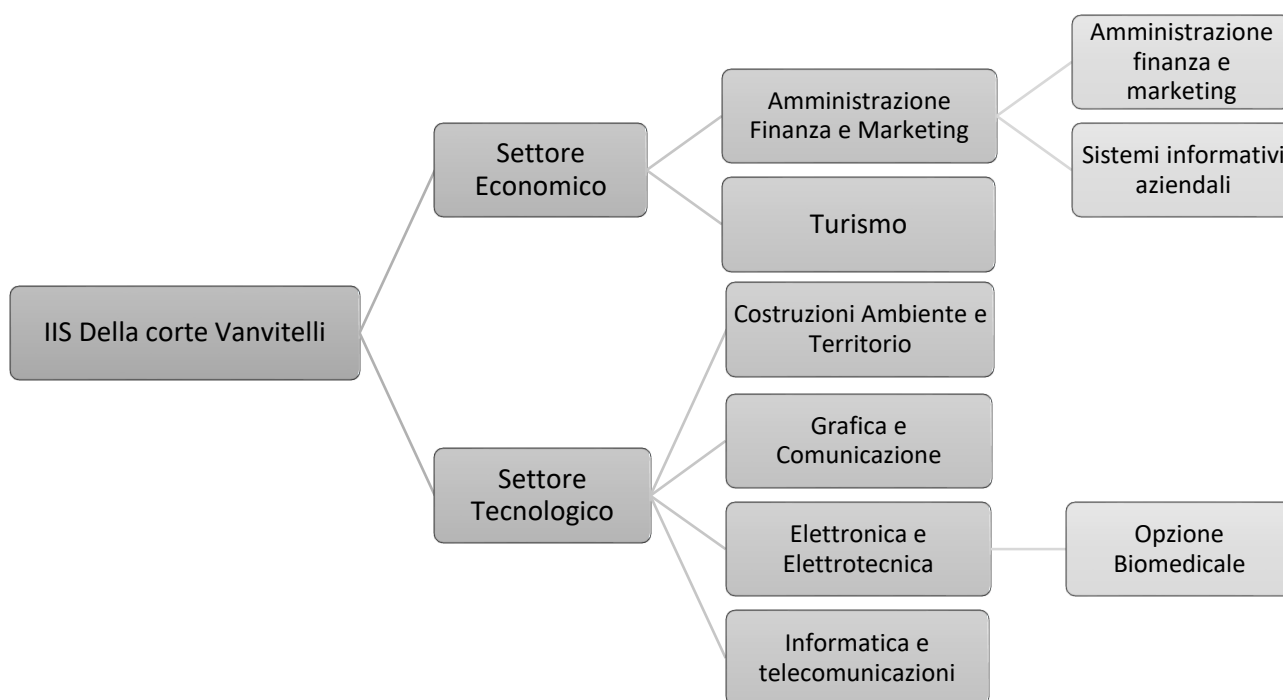 IIS Della corte Vanvitelli
Settore
Economico
Amministrazione
Finanza e Marketing
Amministrazione
finanza e
marketing
Sistemi informativi
aziendali
Turismo
Settore
Tecnologico
Costruzioni Ambiente e
Territorio
Grafica e
Comunicazione
Elettronica e
Elettrotecnica
Opzione
Biomedicale
Informatica e
telecomunicazioni